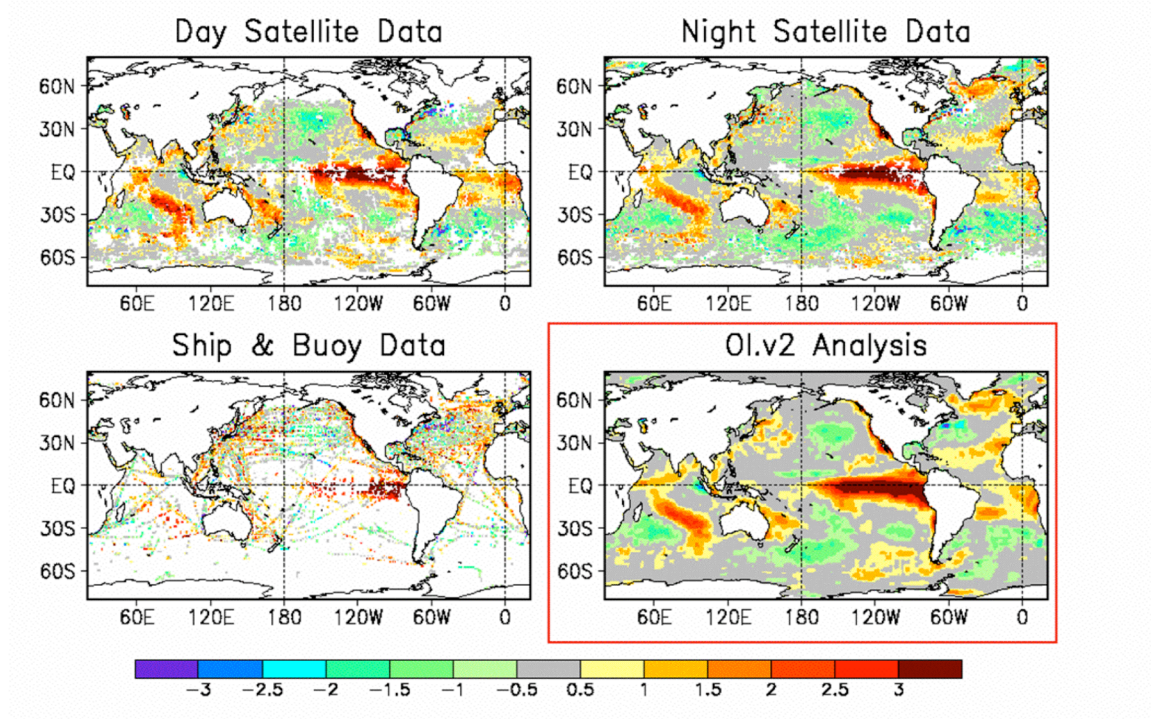 Day Satellite Data
Night Satellite Data
60N
30N
EQ
30S
60S
60E 120E 180 120W 60W 0
60N
30N
EQ
30S
60S
60E 120E 180 120W 60W 0
Ship & Buoy Data
OI.v2 Analysis
60N
30N
EQ
30S
60S
60E 120E 180 120W 60W 0
60N
30N
EQ
30S
60S
60E 120E 180 120W 60W 0
−3 −2.5 −2 −1.5 −1 −0.5 0.5 1 1.5 2 2.5 3